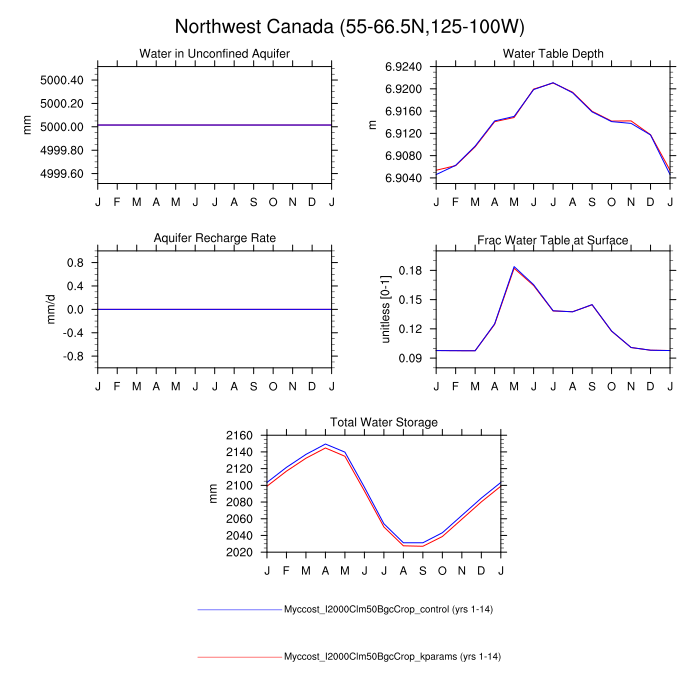 Northwest Canada (55-66.5N,125-100W)
Water in Unconfined Aquifer
mm
5000.40
5000.20
5000.00
4999.80
4999.60
J F M A M J J A S O N D J
Water Table Depth
m
6.9240
6.9200
6.9160
6.9120
6.9080
6.9040
J F M A M J J A S O N D J
Aquifer Recharge Rate
mm/d
0.8
0.4
0.0
-0.4
-0.8
J F M A M J J A S O N D J
Frac Water Table at Surface
unitless [0-1]
0.18
0.15
0.12
0.09
J F M A M J J A S O N D J
Total Water Storage
mm
2160
2140
2120
2100
2080
2060
2040
2020
J F M A M J J A S O N D J
Myccost_I2000Clm50BgcCrop_control (yrs 1-14)
Myccost_I2000Clm50BgcCrop_kparams (yrs 1-14)